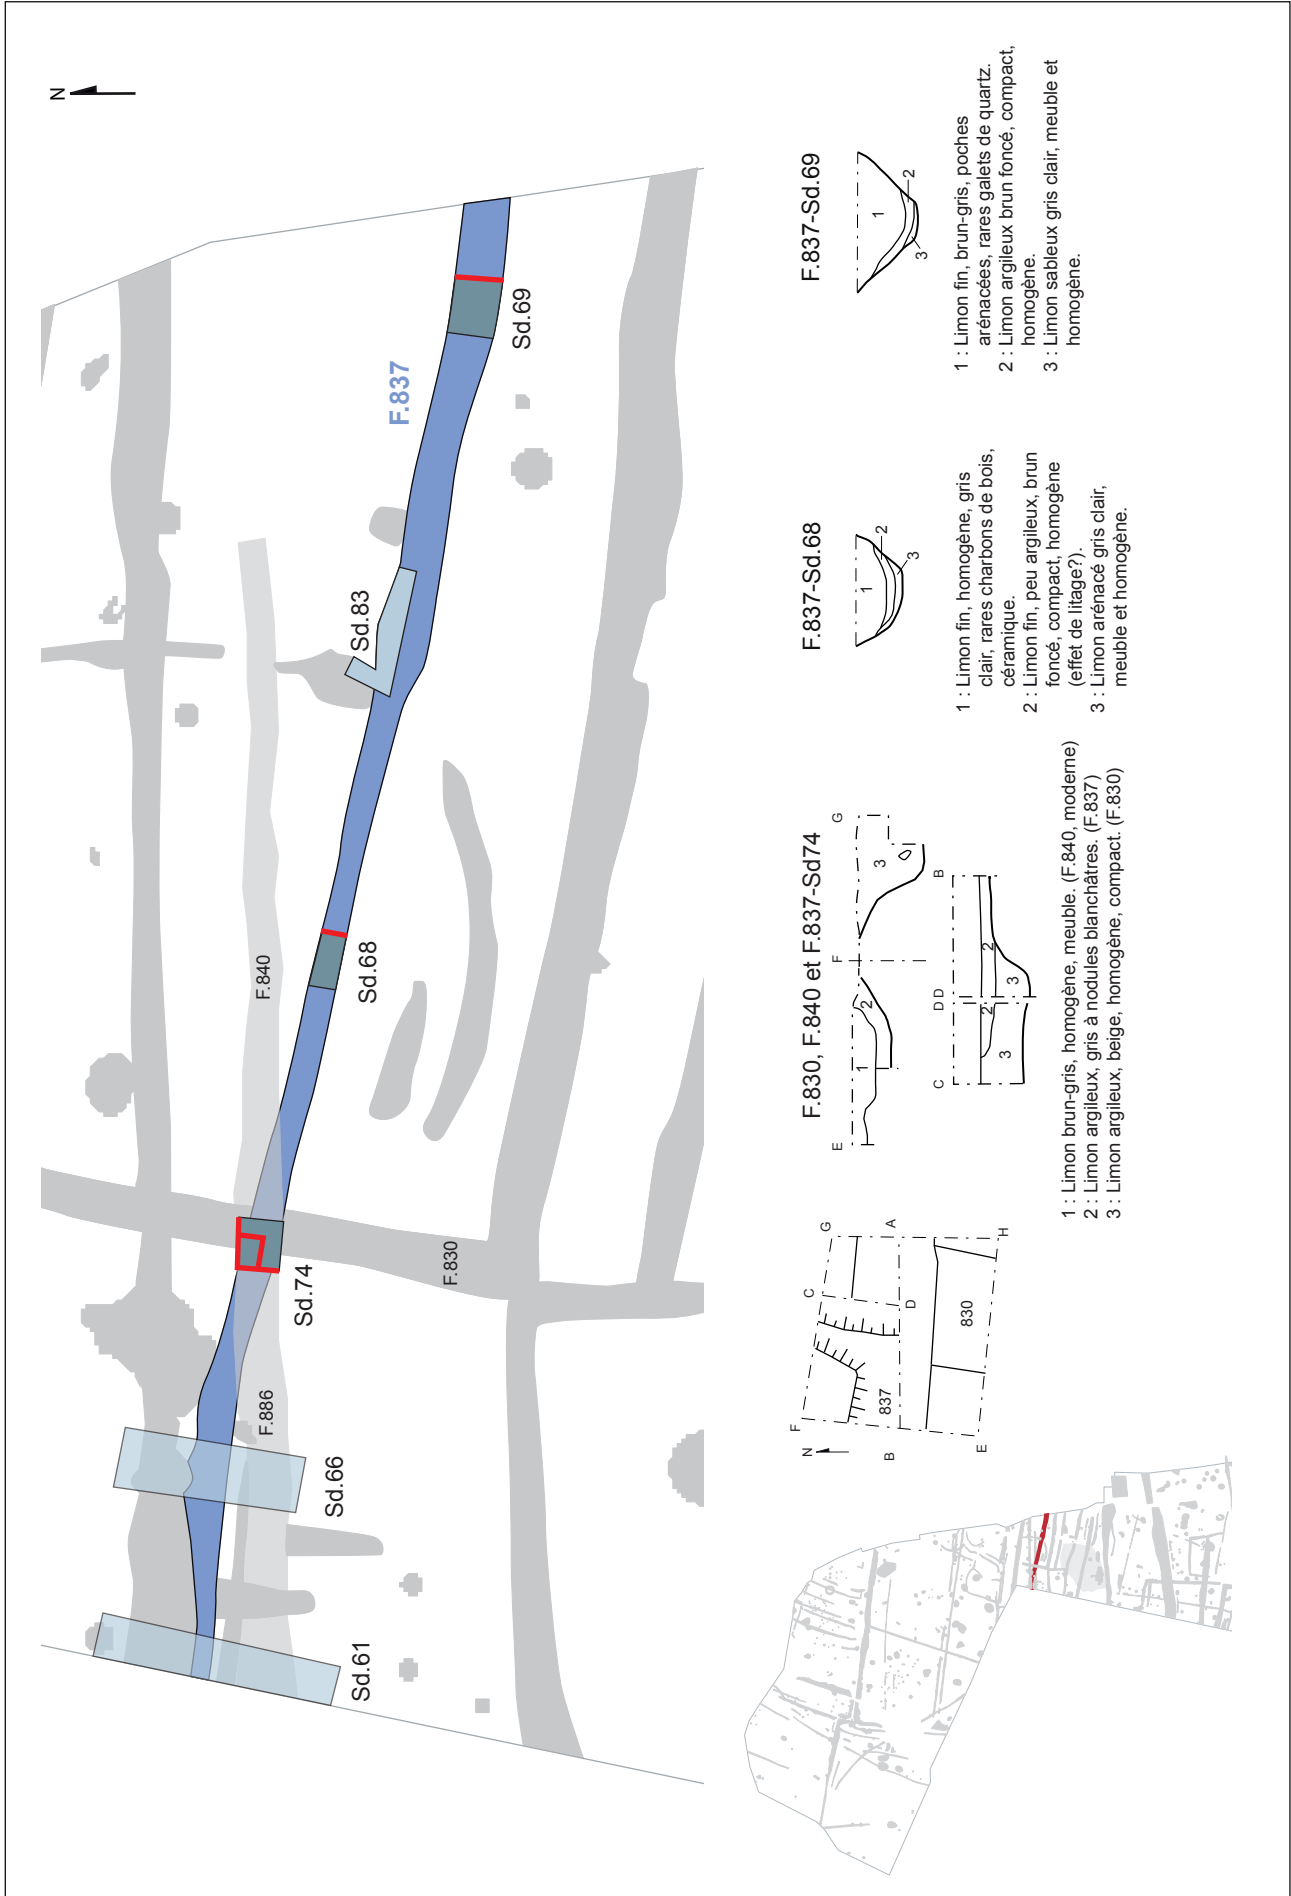 N
Sd.61
Sd.66
F.886
Sd.74
F.830
F.840
Sd.68
Sd.83
F.837
Sd.69
N
F
C
G
B
837
D
A
E
830
H
F.830, F.840 et F.837-Sd74
E
F
G
1
2
3
C
D
D
B
3
2
2
3
1 : Limon brun-gris, homogène, meuble. (F.840, moderne)
2 : Limon argileux, gris à nodules blanchâtres. (F.837)
3 : Limon argileux, beige, homogène, compact. (F.830)
F.837-Sd.68
1
2
3
1 : Limon fin, homogène, gris
clair, rares charbons de bois,
céramique.
2 : Limon fin, peu argileux, brun
foncé, compact, homogène
(effet de litage?).
3 : Limon arénacé gris clair,
meuble et homogène.
F.837-Sd.69
1
2
3
1 : Limon fin, brun-gris, poches
arénacées, rares galets de quartz.
2 : Limon argileux brun foncé, compact,
homogène.
3 : Limon sableux gris clair, meuble et
homogène.